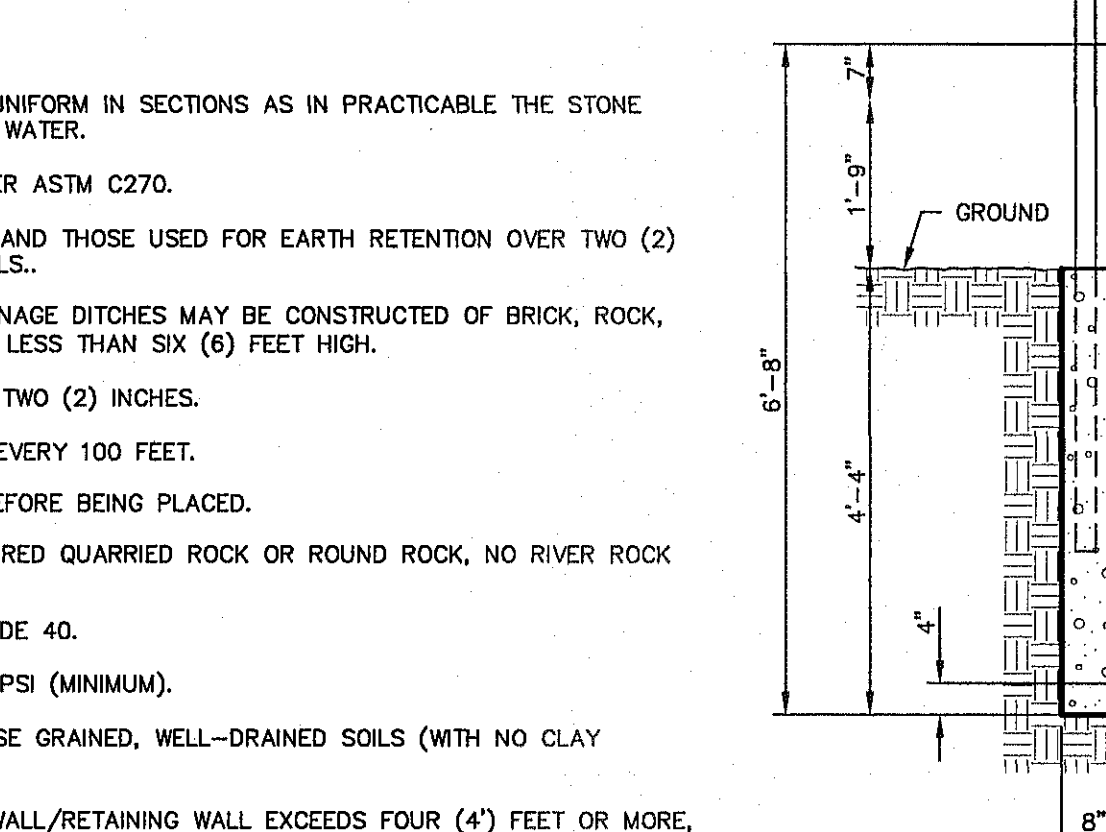 UNIFORM IN SECTIONS AS IN PRACTICABLE THE STONE
WATER.
ER ASTM C270.
AND THOSE USED FOR EARTH RETENTION OVER TWO (2)
LS..
NAGE DITCHES MAY BE CONSTRUCTED OF BRICK, ROCK,
LESS THAN SIX (6) FEET HIGH.
TWO (2) INCHES.
EVERY 100 FEET.
EFORE BEING PLACED.
RED QUARRIED ROCK OR ROUND ROCK, NO RIVER ROCK
DE 40.
PSI (MINIMUM).
SE GRAINED, WELL-DRAINED SOILS (WITH NO CLAY
WALL/RETAINING WALL EXCEEDS FOUR (4') FEET OR MORE,
7"
1'-9"
GROUND
6'-8"
4'-4"
4"
8"